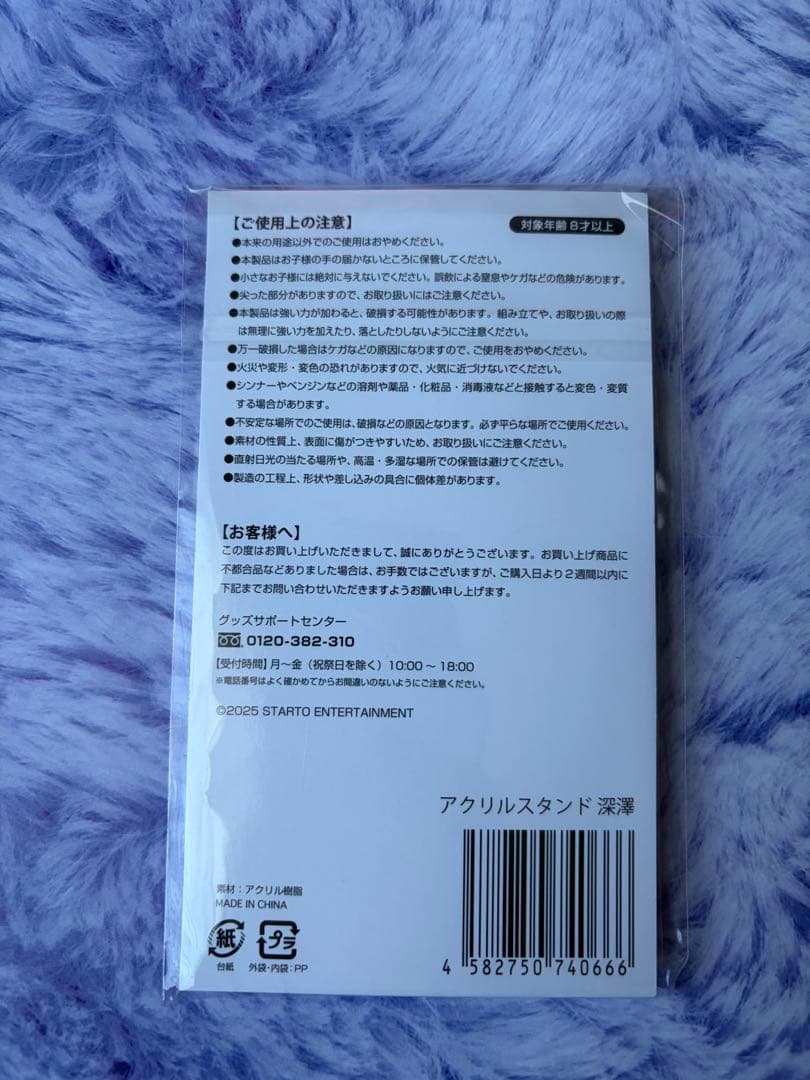 【ご使用上の注意】
対象年齢 8才以上
●本来の用途以外でのご使用はおやめください。
●本製品はお子様の手の届かないところに保管してください。
●小さなお子様には絶対に与えないでください。誤飲による窒息やケガなどの危険があります。
●尖った部分がありますので、お取り扱いにはご注意ください。
●本製品は強い力が加わると、破損する可能性があります。組み立てや、お取り扱いの際
は無理に強い力を加えたり、落としたりしないようにご注意ください。
●万一破損した場合はケガなどの原因になりますので、ご使用をおやめください。
●火災や変形・変色の恐れがありますので、火気に近づけないでください。
●シンナーやベンジンなどの溶剤や薬品・化粧品・消毒液などと接触すると変色・変質
する場合があります。
●不安定な場所でのご使用は、破損などの原因となります。必ず平らな場所でご使用ください。
●素材の性質上、表面に傷がつきやすいため、お取り扱いにご注意ください。
●直射日光の当たる場所や、高温・多湿な場所での保管は避けてください。
●製造の工程上、形状や差し込みの具合に個体差があります。
【お客様へ】
この度はお買い上げいただきまして、誠にありがとうございます。お買い上げ商品に
不都合品などありました場合は、お手数ではございますが、ご購入日より2週間以内に
下記までお問い合わせいただきますようお願い申し上げます。
グッズサポートセンター
0120-382-310
【受付時間】月〜金（祝祭日を除く）10:00〜18:00
※電話番号はよく確かめてからお間違いのないようにご注意ください。
©2025 STARTO ENTERTAINMENT
アクリルスタンド 深澤
素材：アクリル樹脂
MADE IN CHINA
紙 プラ
台紙 外袋・内袋：PP
4 582750 740666